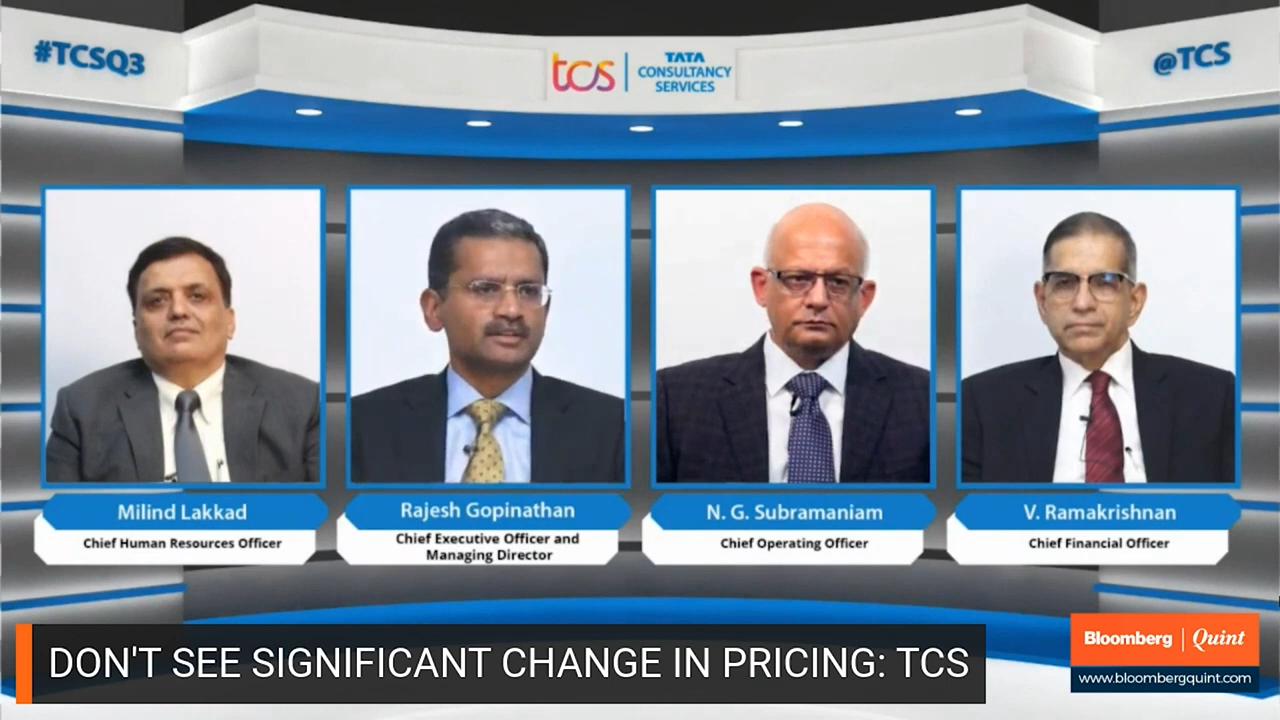 #TCSQ3
tcs
TATA
CONSULTANCY
SERVICES
@TCS
Milind Lakkad
Chief Human Resources Officer
Rajesh Gopinathan
Chief Executive Officer and
Managing Director
N. G. Subramaniam
Chief Operating Officer
V. Ramakrishnan
Chief Financial Officer
DON'T SEE SIGNIFICANT CHANGE IN PRICING: TCS
Bloomberg | Quint
www.bloombergquint.com